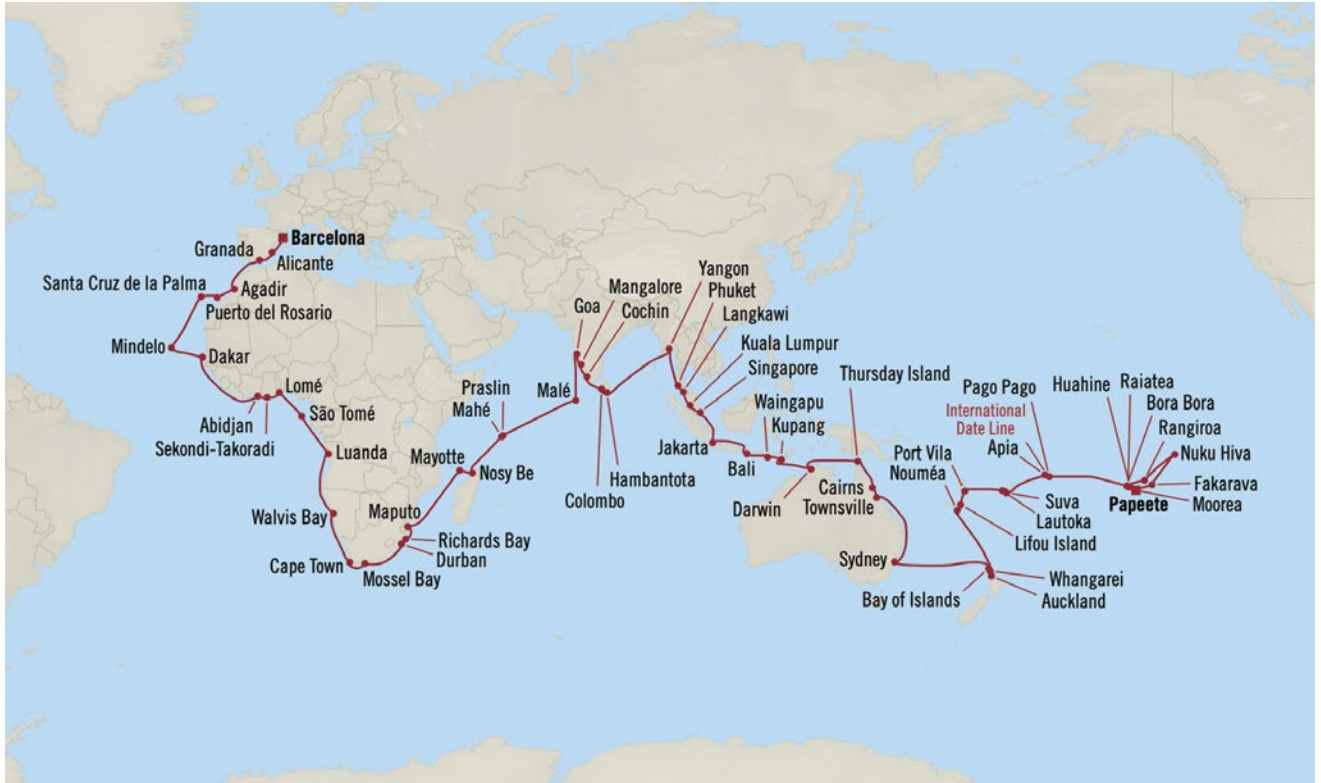 Barcelona
Granada
Alicante
Santa Cruz de la Palma
Agadir
Puerto del Rosario
Mindelo
Dakar
Lomé
Abidjan
Sekondi-Takoradi
São Tomé
Luanda
Walvis Bay
Cape Town
Mossel Bay
Richards Bay
Durban
Maputo
Mayotte
Nosy Be
Praslin
Mahé
Malé
Goa
Mangalore
Cochin
Colombo
Hambantota
Yangon
Phuket
Langkawi
Kuala Lumpur
Singapore
Jakarta
Bali
Waingapu
Kupang
Darwin
Thursday Island
Cairns
Townsville
Sydney
Bay of Islands
Whangarei
Auckland
Port Vila
Nouméa
Lifou Island
Lautoka
Suva
Pago Pago
International
Date Line
Apia
Huahine
Raiatea
Bora Bora
Rangiroa
Nuku Hiva
Fakarava
Moorea
Papeete